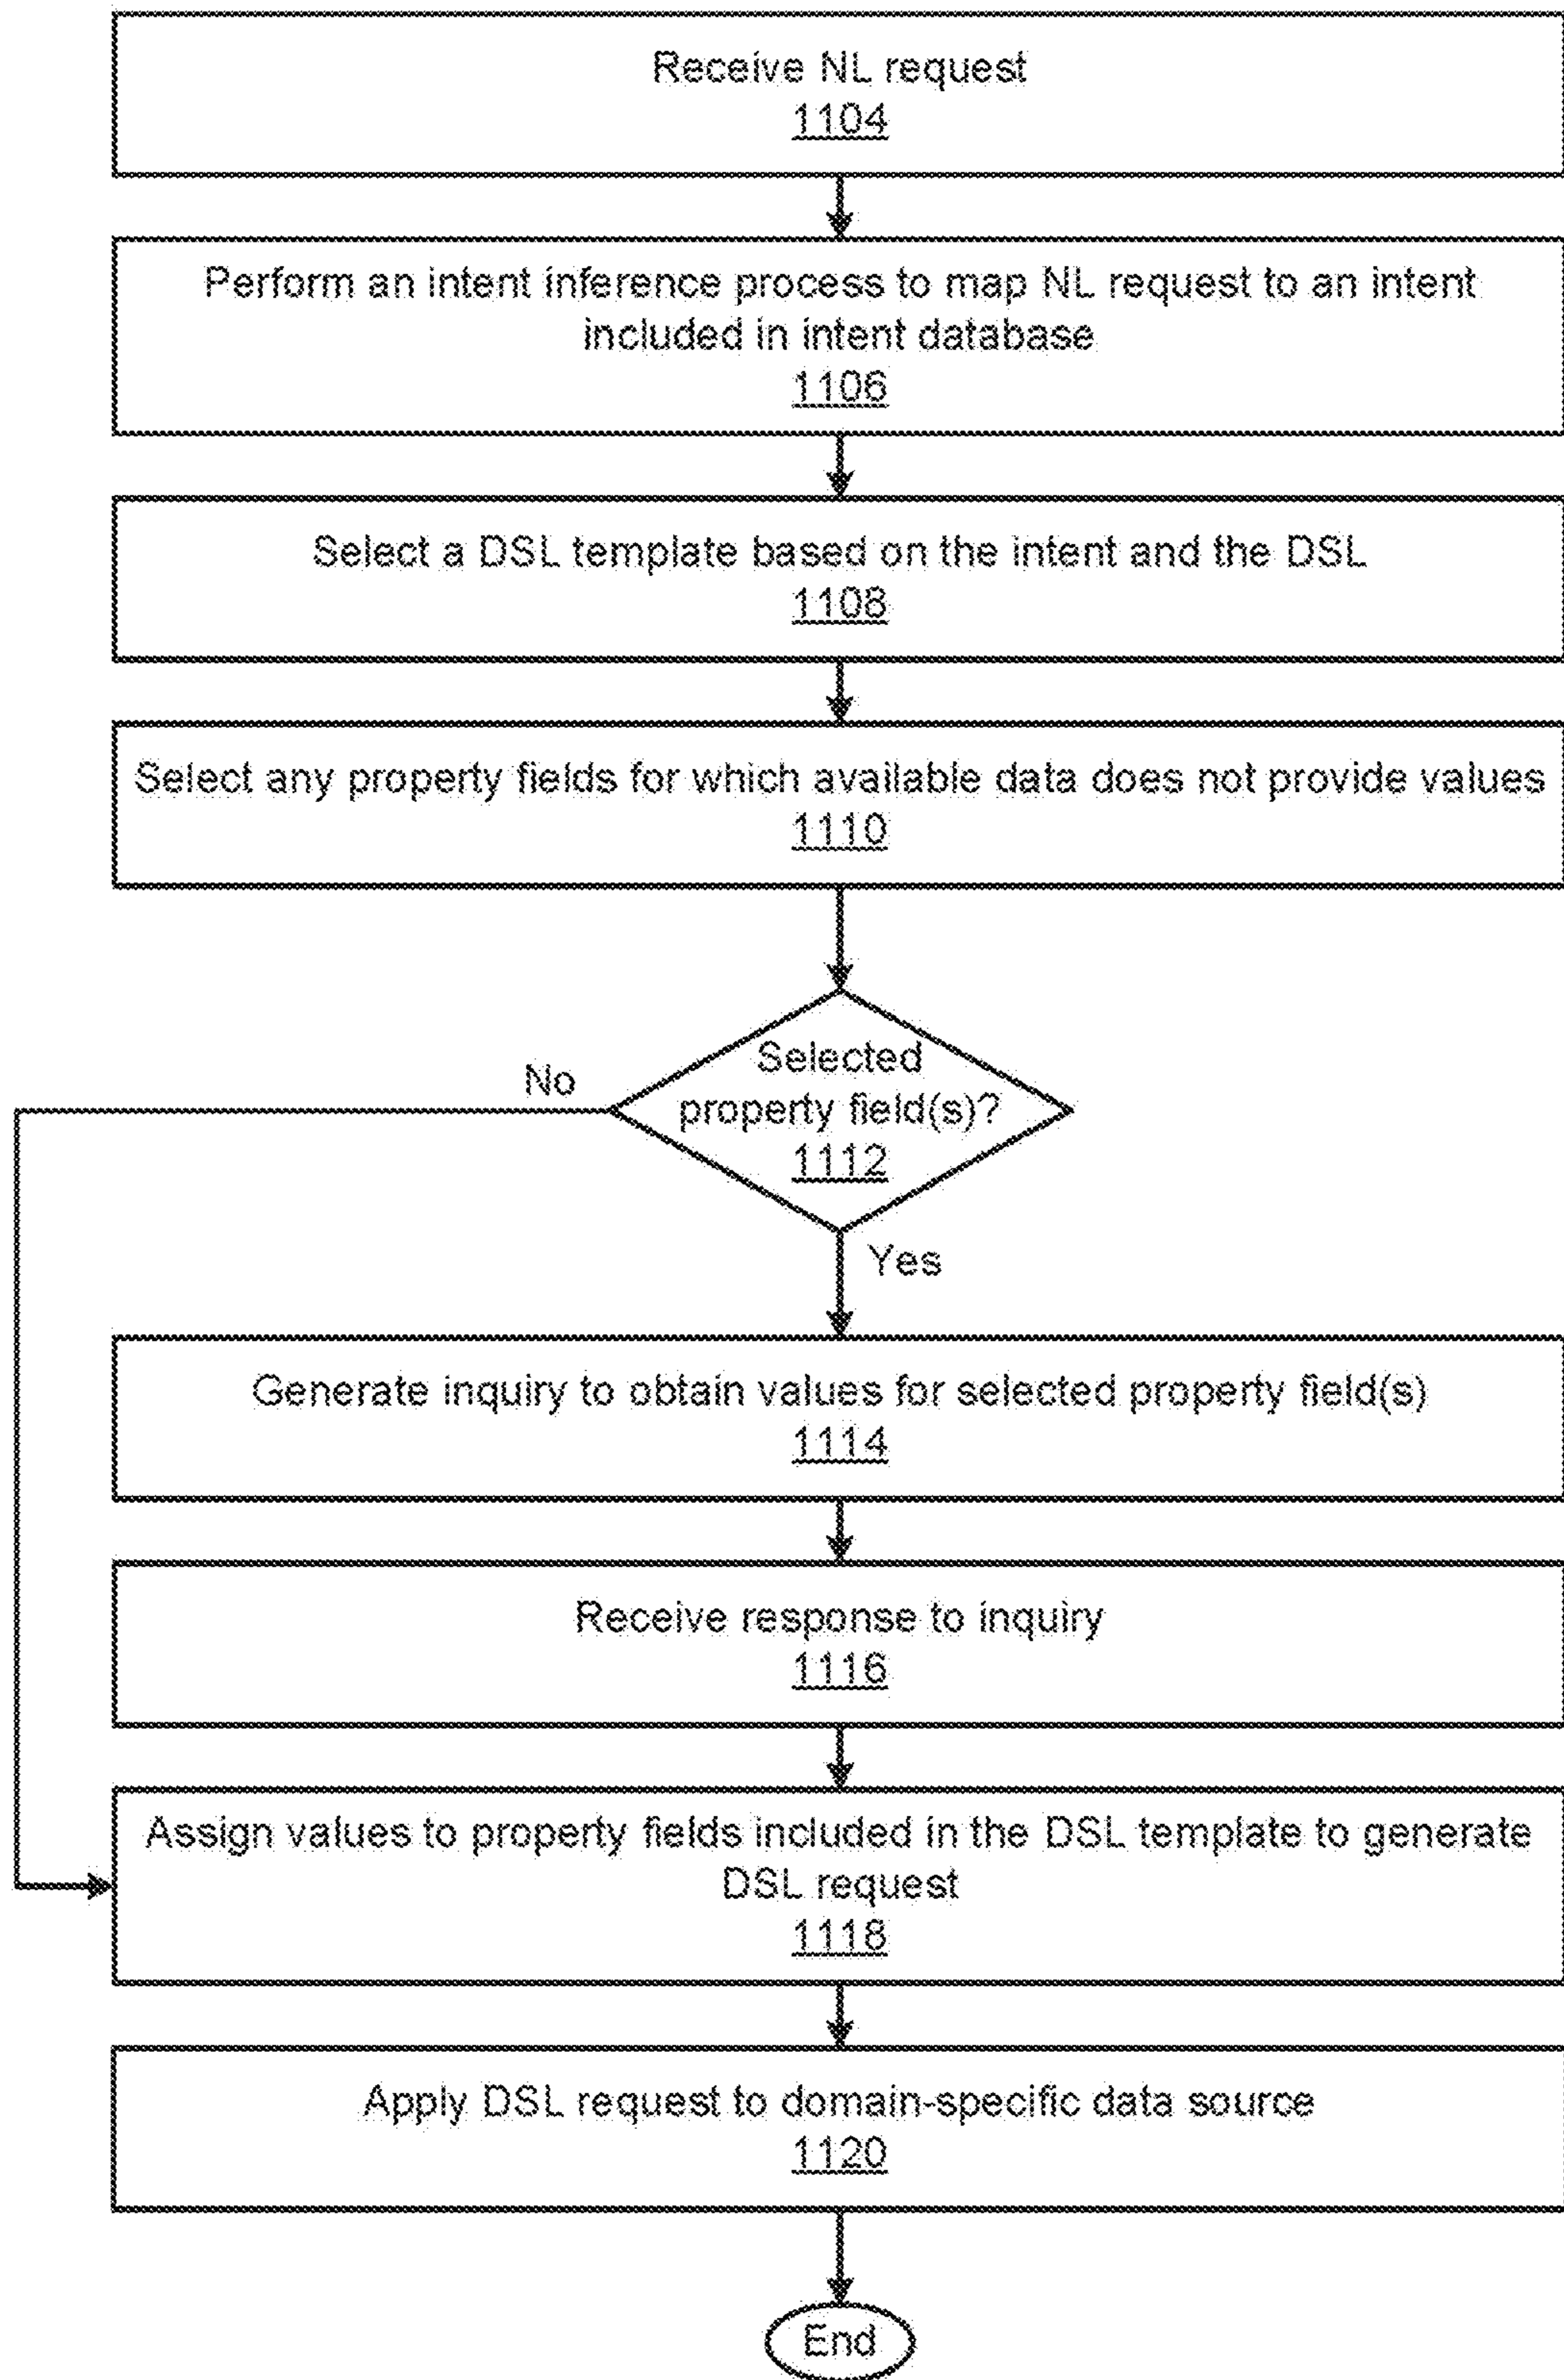 Receive NL request
1104
Perform an intent inference process to map NL request to an intent
included in intent database
1106
Select a DSL template based on the intent and the DSL
1108
Select any property fields for which available data does not provide values
1110
Selected
property field(s)?
1112
No
Yes
Generate inquiry to obtain values for selected property field(s)
1114
Receive response to inquiry
1116
Assign values to property fields included in the DSL template to generate
DSL request
1118
Apply DSL request to domain-specific data source
1120
End